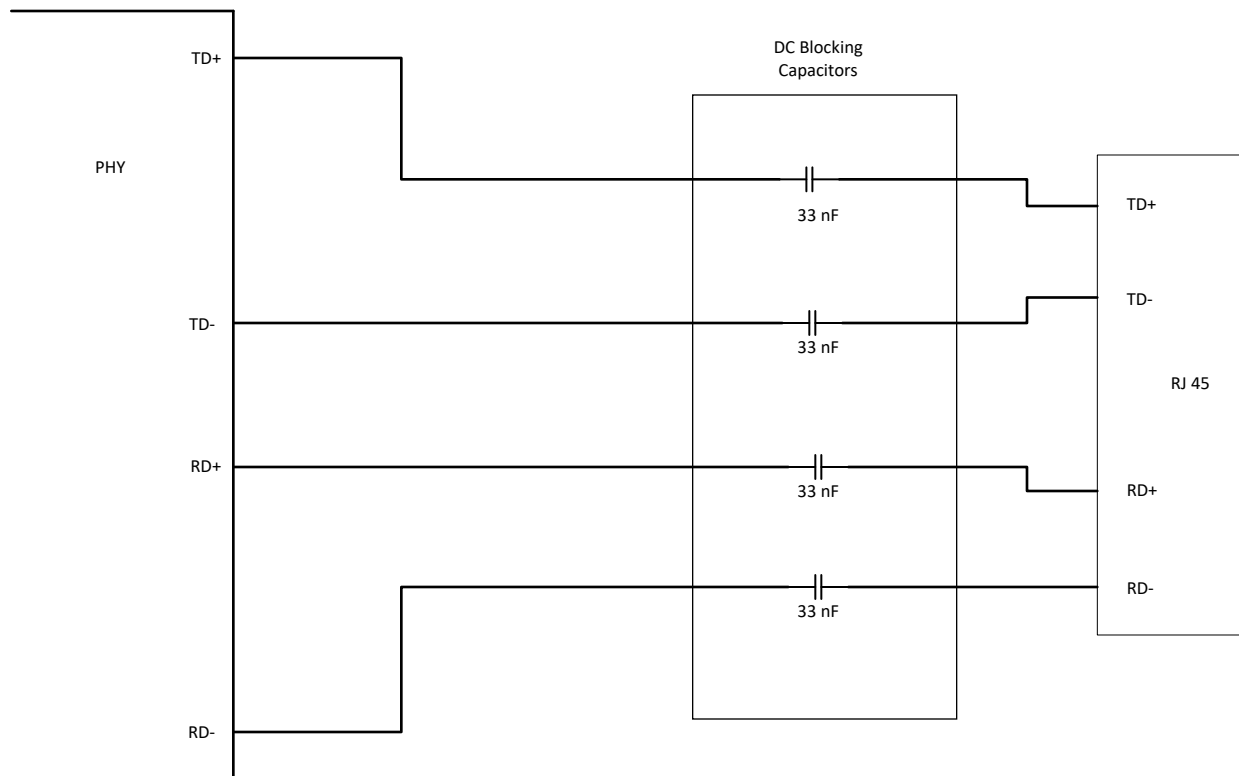 DC Blocking
Capacitors
TD+
PHY
33 nF
TD+
TD-
TD-
33 nF
RJ 45
RD+
33 nF
RD+
RD-
33 nF
RD-